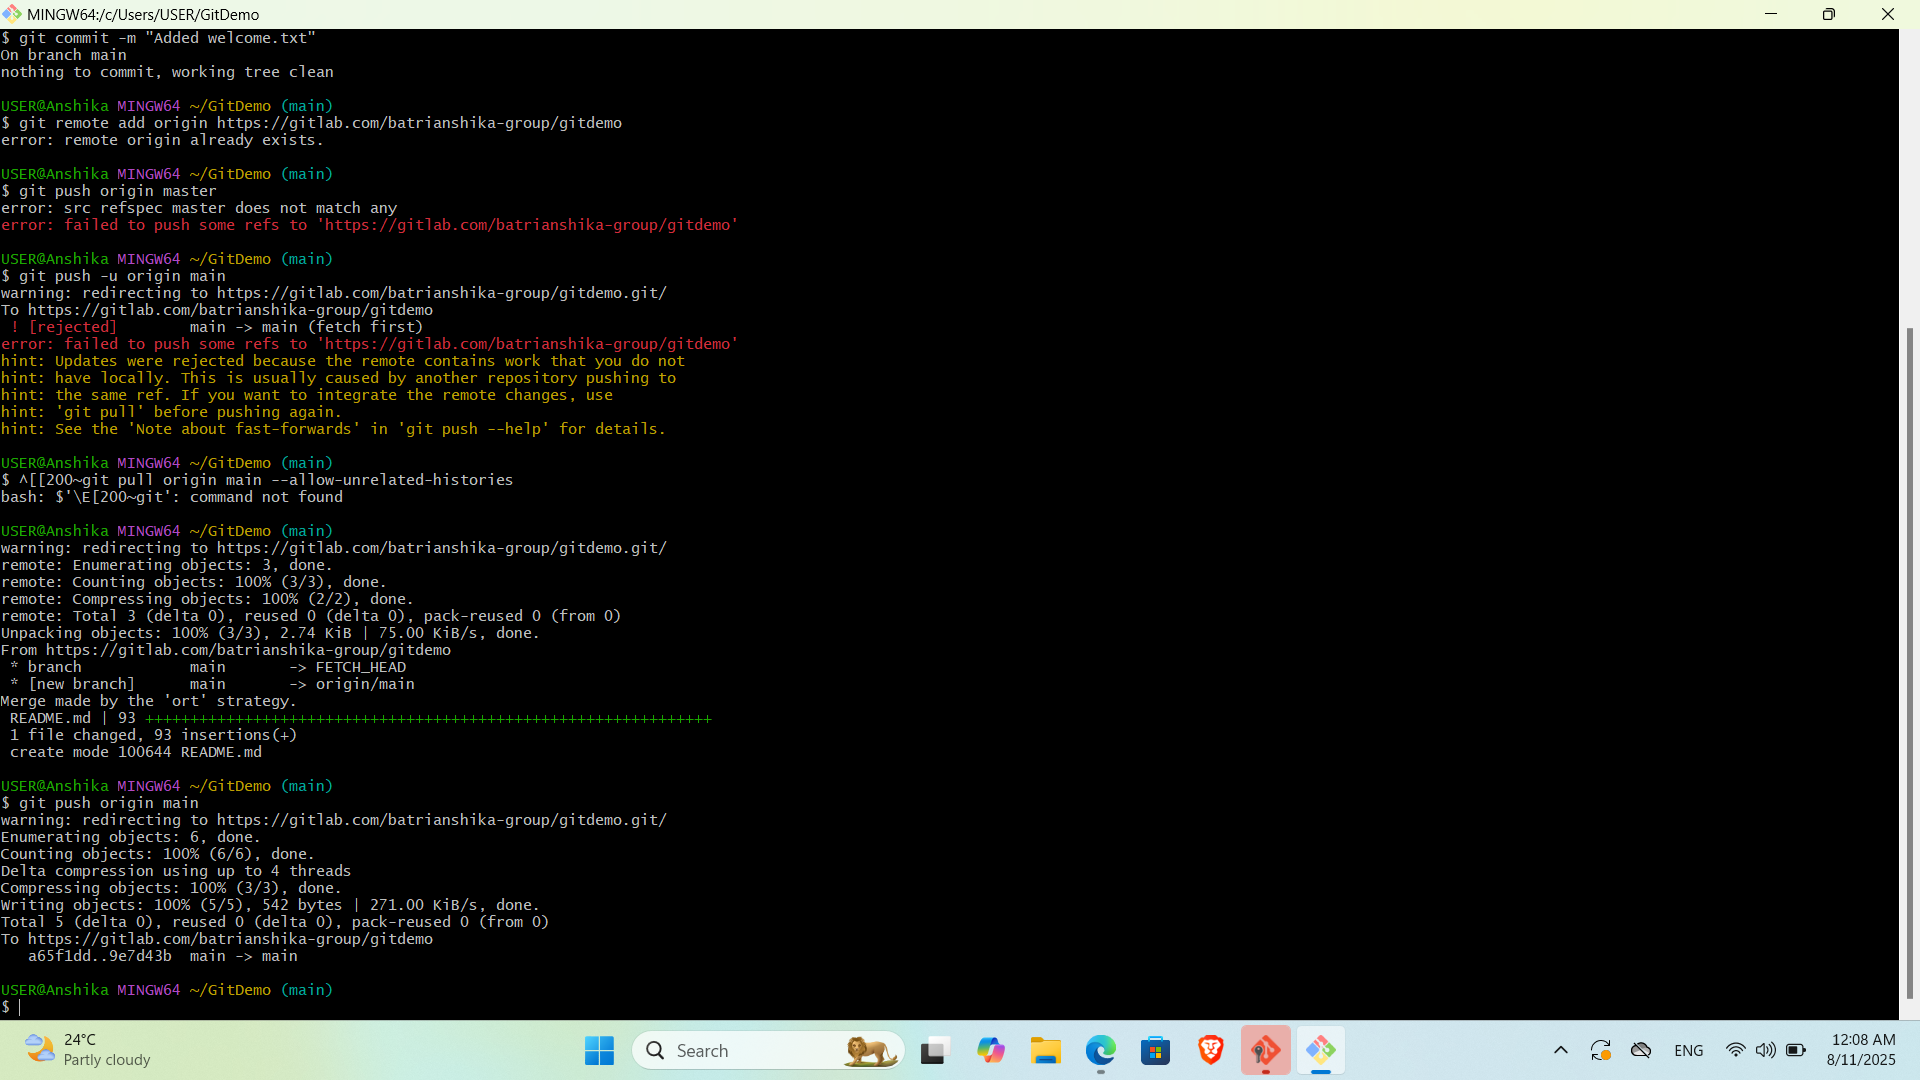 MINGW64:/c/Users/USER/GitDemo
$ git commit -m "Added welcome.txt"
On branch main
nothing to commit, working tree clean
USER@Anshika MINGW64 ~/GitDemo (main)
$ git remote add origin https://gitlab.com/batrianshika-group/gitdemo
error: remote origin already exists.
USER@Anshika MINGW64 ~/GitDemo (main)
$ git push origin master
error: src refspec master does not match any
error: failed to push some refs to 'https://gitlab.com/batrianshika-group/gitdemo'
USER@Anshika MINGW64 ~/GitDemo (main)
$ git push -u origin main
warning: redirecting to https://gitlab.com/batrianshika-group/gitdemo.git/
To https://gitlab.com/batrianshika-group/gitdemo
! [rejected]        main -> main (fetch first)
error: failed to push some refs to 'https://gitlab.com/batrianshika-group/gitdemo'
hint: Updates were rejected because the remote contains work that you do not
hint: have locally. This is usually caused by another repository pushing to
hint: the same ref. If you want to integrate the remote changes, use
hint: 'git pull' before pushing again.
hint: See the 'Note about fast-forwards' in 'git push --help' for details.
USER@Anshika MINGW64 ~/GitDemo (main)
$ ^[[200~git pull origin main --allow-unrelated-histories
bash: $'\E[200~git': command not found
USER@Anshika MINGW64 ~/GitDemo (main)
warning: redirecting to https://gitlab.com/batrianshika-group/gitdemo.git/
remote: Enumerating objects: 3, done.
remote: Counting objects: 100% (3/3), done.
remote: Compressing objects: 100% (2/2), done.
remote: Total 3 (delta 0), reused 0 (delta 0), pack-reused 0 (from 0)
Unpacking objects: 100% (3/3), 2.74 KiB | 75.00 KiB/s, done.
From https://gitlab.com/batrianshika-group/gitdemo
* branch            main       -> FETCH_HEAD
* [new branch]      main       -> origin/main
Merge made by the 'ort' strategy.
README.md | 93 +++++++++++++++++++++++++++++++++++++++++++++++++++++++++++++++
1 file changed, 93 insertions(+)
create mode 100644 README.md
USER@Anshika MINGW64 ~/GitDemo (main)
$ git push origin main
warning: redirecting to https://gitlab.com/batrianshika-group/gitdemo.git/
Enumerating objects: 6, done.
Counting objects: 100% (6/6), done.
Delta compression using up to 4 threads
Compressing objects: 100% (3/3), done.
Writing objects: 100% (5/5), 542 bytes | 271.00 KiB/s, done.
Total 5 (delta 0), reused 0 (delta 0), pack-reused 0 (from 0)
To https://gitlab.com/batrianshika-group/gitdemo
a65f1dd..9e7d43b  main -> main
USER@Anshika MINGW64 ~/GitDemo (main)
$
24°C
Partly cloudy
Search
ENG
12:08 AM
8/11/2025